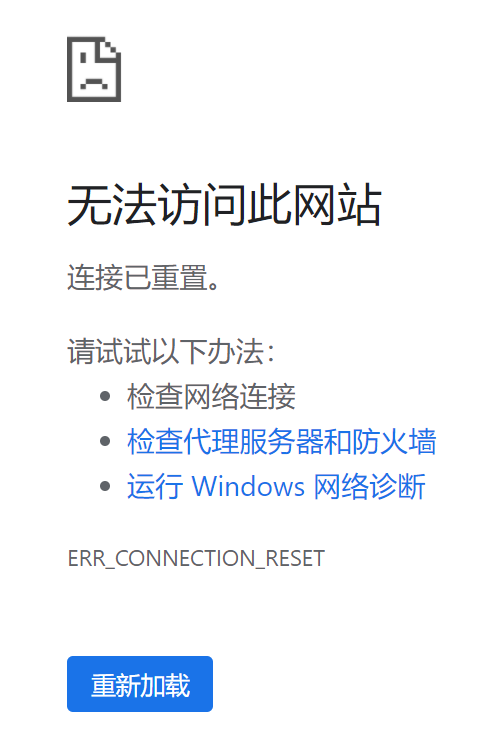 无法访问此网站
连接已重置。
请试试以下办法：
检查网络连接
检查代理服务器和防火墙
运行 Windows 网络诊断
ERR_CONNECTION_RESET
重新加载